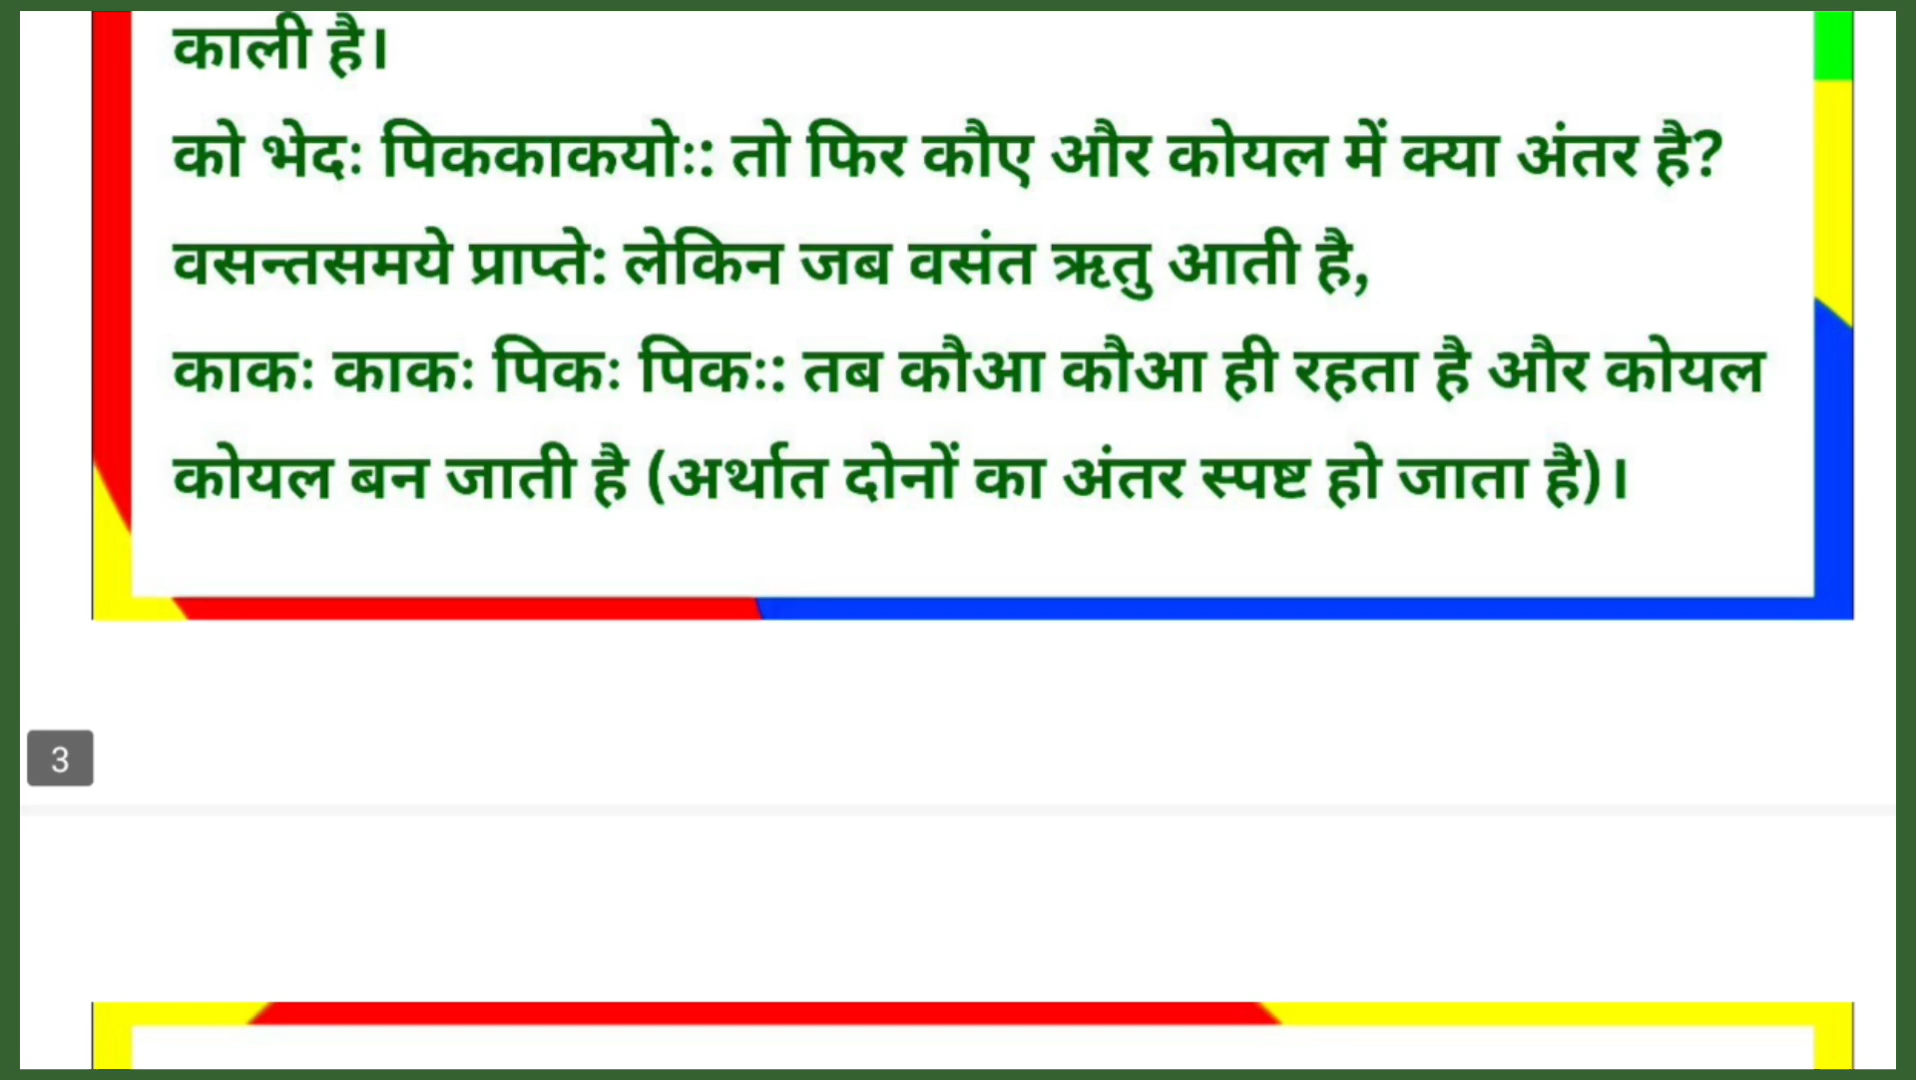 काली है।
को भेदः पिककाकयोः: तो फिर कौए और कोयल में क्या अंतर है?
वसन्तसमये प्राप्ते: लेकिन जब वसंत ऋतु आती है,
काकः काकः पिकः पिकः: तब कौआ कौआ ही रहता है और कोयल
कोयल बन जाती है (अर्थात दोनों का अंतर स्पष्ट हो जाता है)।
3